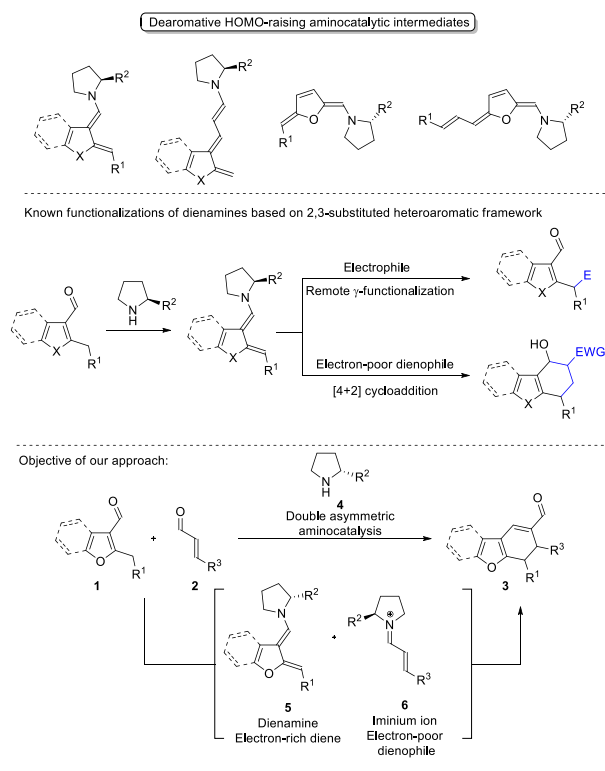 Dearomative HOMO-raising aminocatalytic intermediates
R2
N
X
R1
R2
N
X
O
R1
N
R2
R1
O
N
R2
Known functionalizations of dienamines based on 2,3-substituted heteroaromatic framework
O
X
R1
N
H
R2
R2
N
X
R1
Electrophile
Remote γ-functionalization
O
E
X
R1
Electron-poor dienophile
[4+2] cycloaddition
HO
EWG
X
R1
Objective of our approach:
N
H
R2
4
Double asymmetric
aminocatalysis
O
O
R1
1
+
O
R3
2
O
R3
O
R1
3
R2
N
O
R1
5
Dienamine
Electron-rich diene
+
R2
N
+
R3
6
Iminium ion
Electron-poor
dienophile